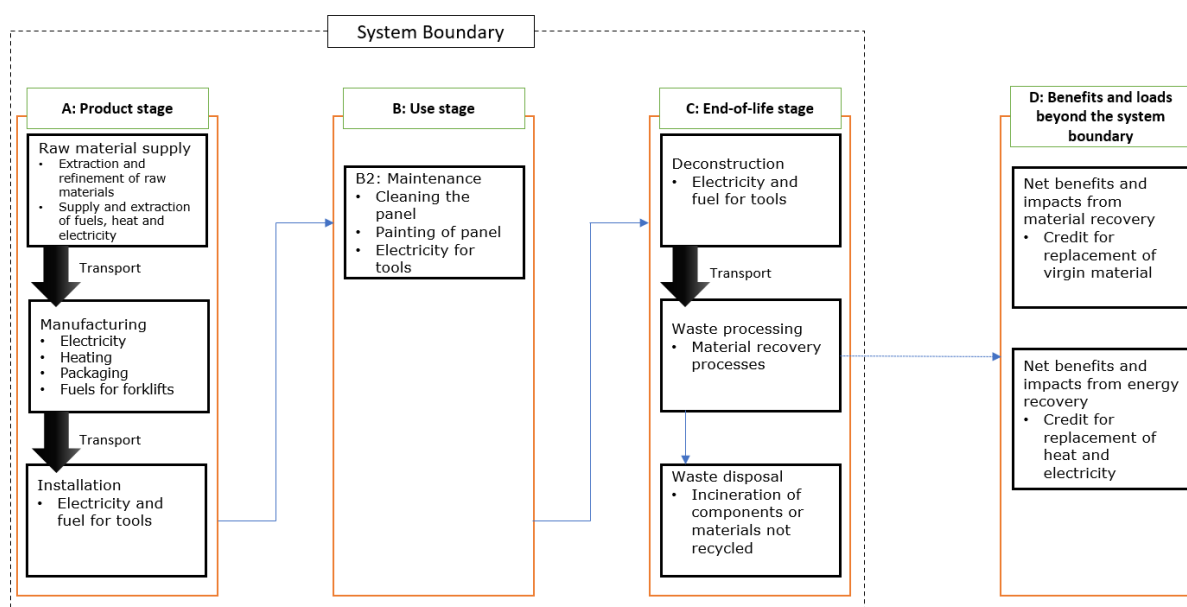 System Boundary
A: Product stage
Raw material supply
• Extraction and
refinement of raw
materials
• Supply and extraction
of fuels, heat and
electricity
Transport
Manufacturing
• Electricity
• Heating
• Packaging
• Fuels for forklifts
Transport
Installation
• Electricity and
fuel for tools
B: Use stage
B2: Maintenance
• Cleaning the
panel
• Painting of panel
• Electricity for
tools
C: End-of-life stage
Deconstruction
• Electricity and
fuel for tools
Transport
Waste processing
• Material recovery
processes
Waste disposal
• Incineration of
components or
materials not
recycled
D: Benefits and loads
beyond the system
boundary
Net benefits and
impacts from material
recovery
• Credit for
replacement of
virgin material
Net benefits and
impacts from energy
recovery
• Credit for
replacement of
heat and
electricity